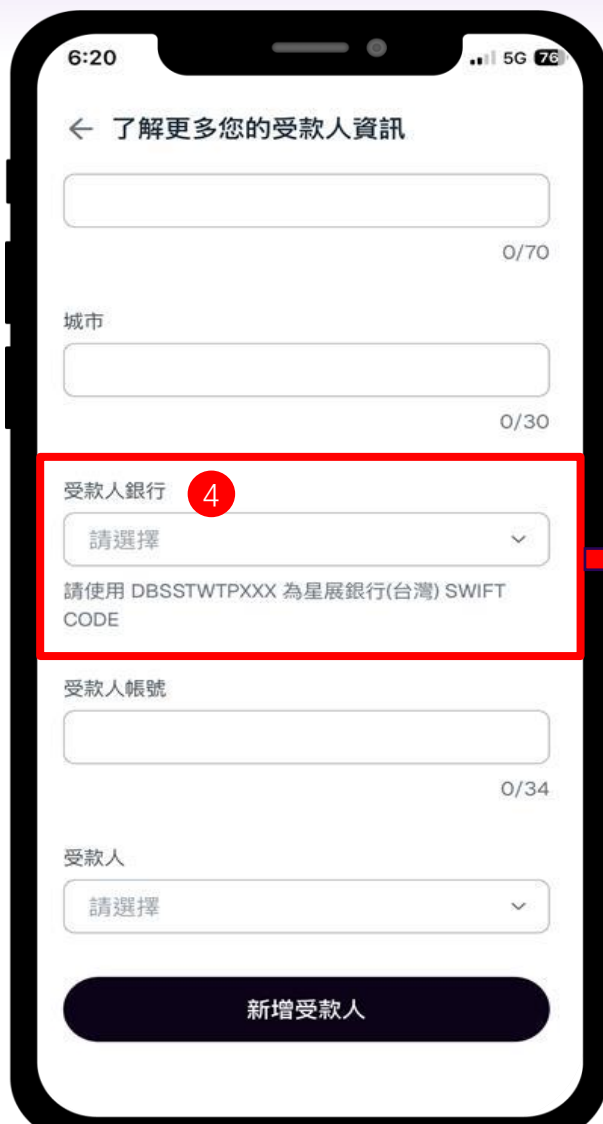 6:20
5G 76
← 了解更多您的受款人資訊
0/70
城市
0/30
受款人銀行 4
請選擇
請使用 DBSSTWTPXXX 為星展銀行(台灣) SWIFT
CODE
受款人帳號
0/34
受款人
請選擇
新增受款人